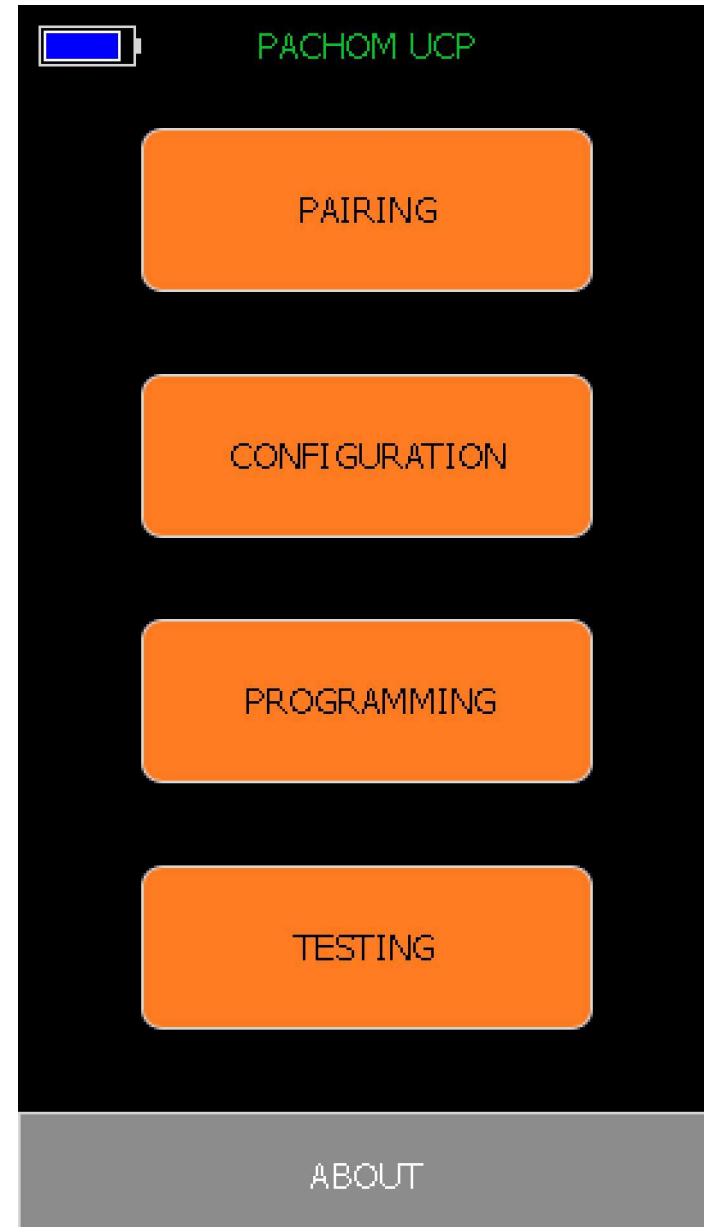 PACHOM UCP
PAIRING
CONFIGURATION
PROGRAMMING
TESTING
ABOUT